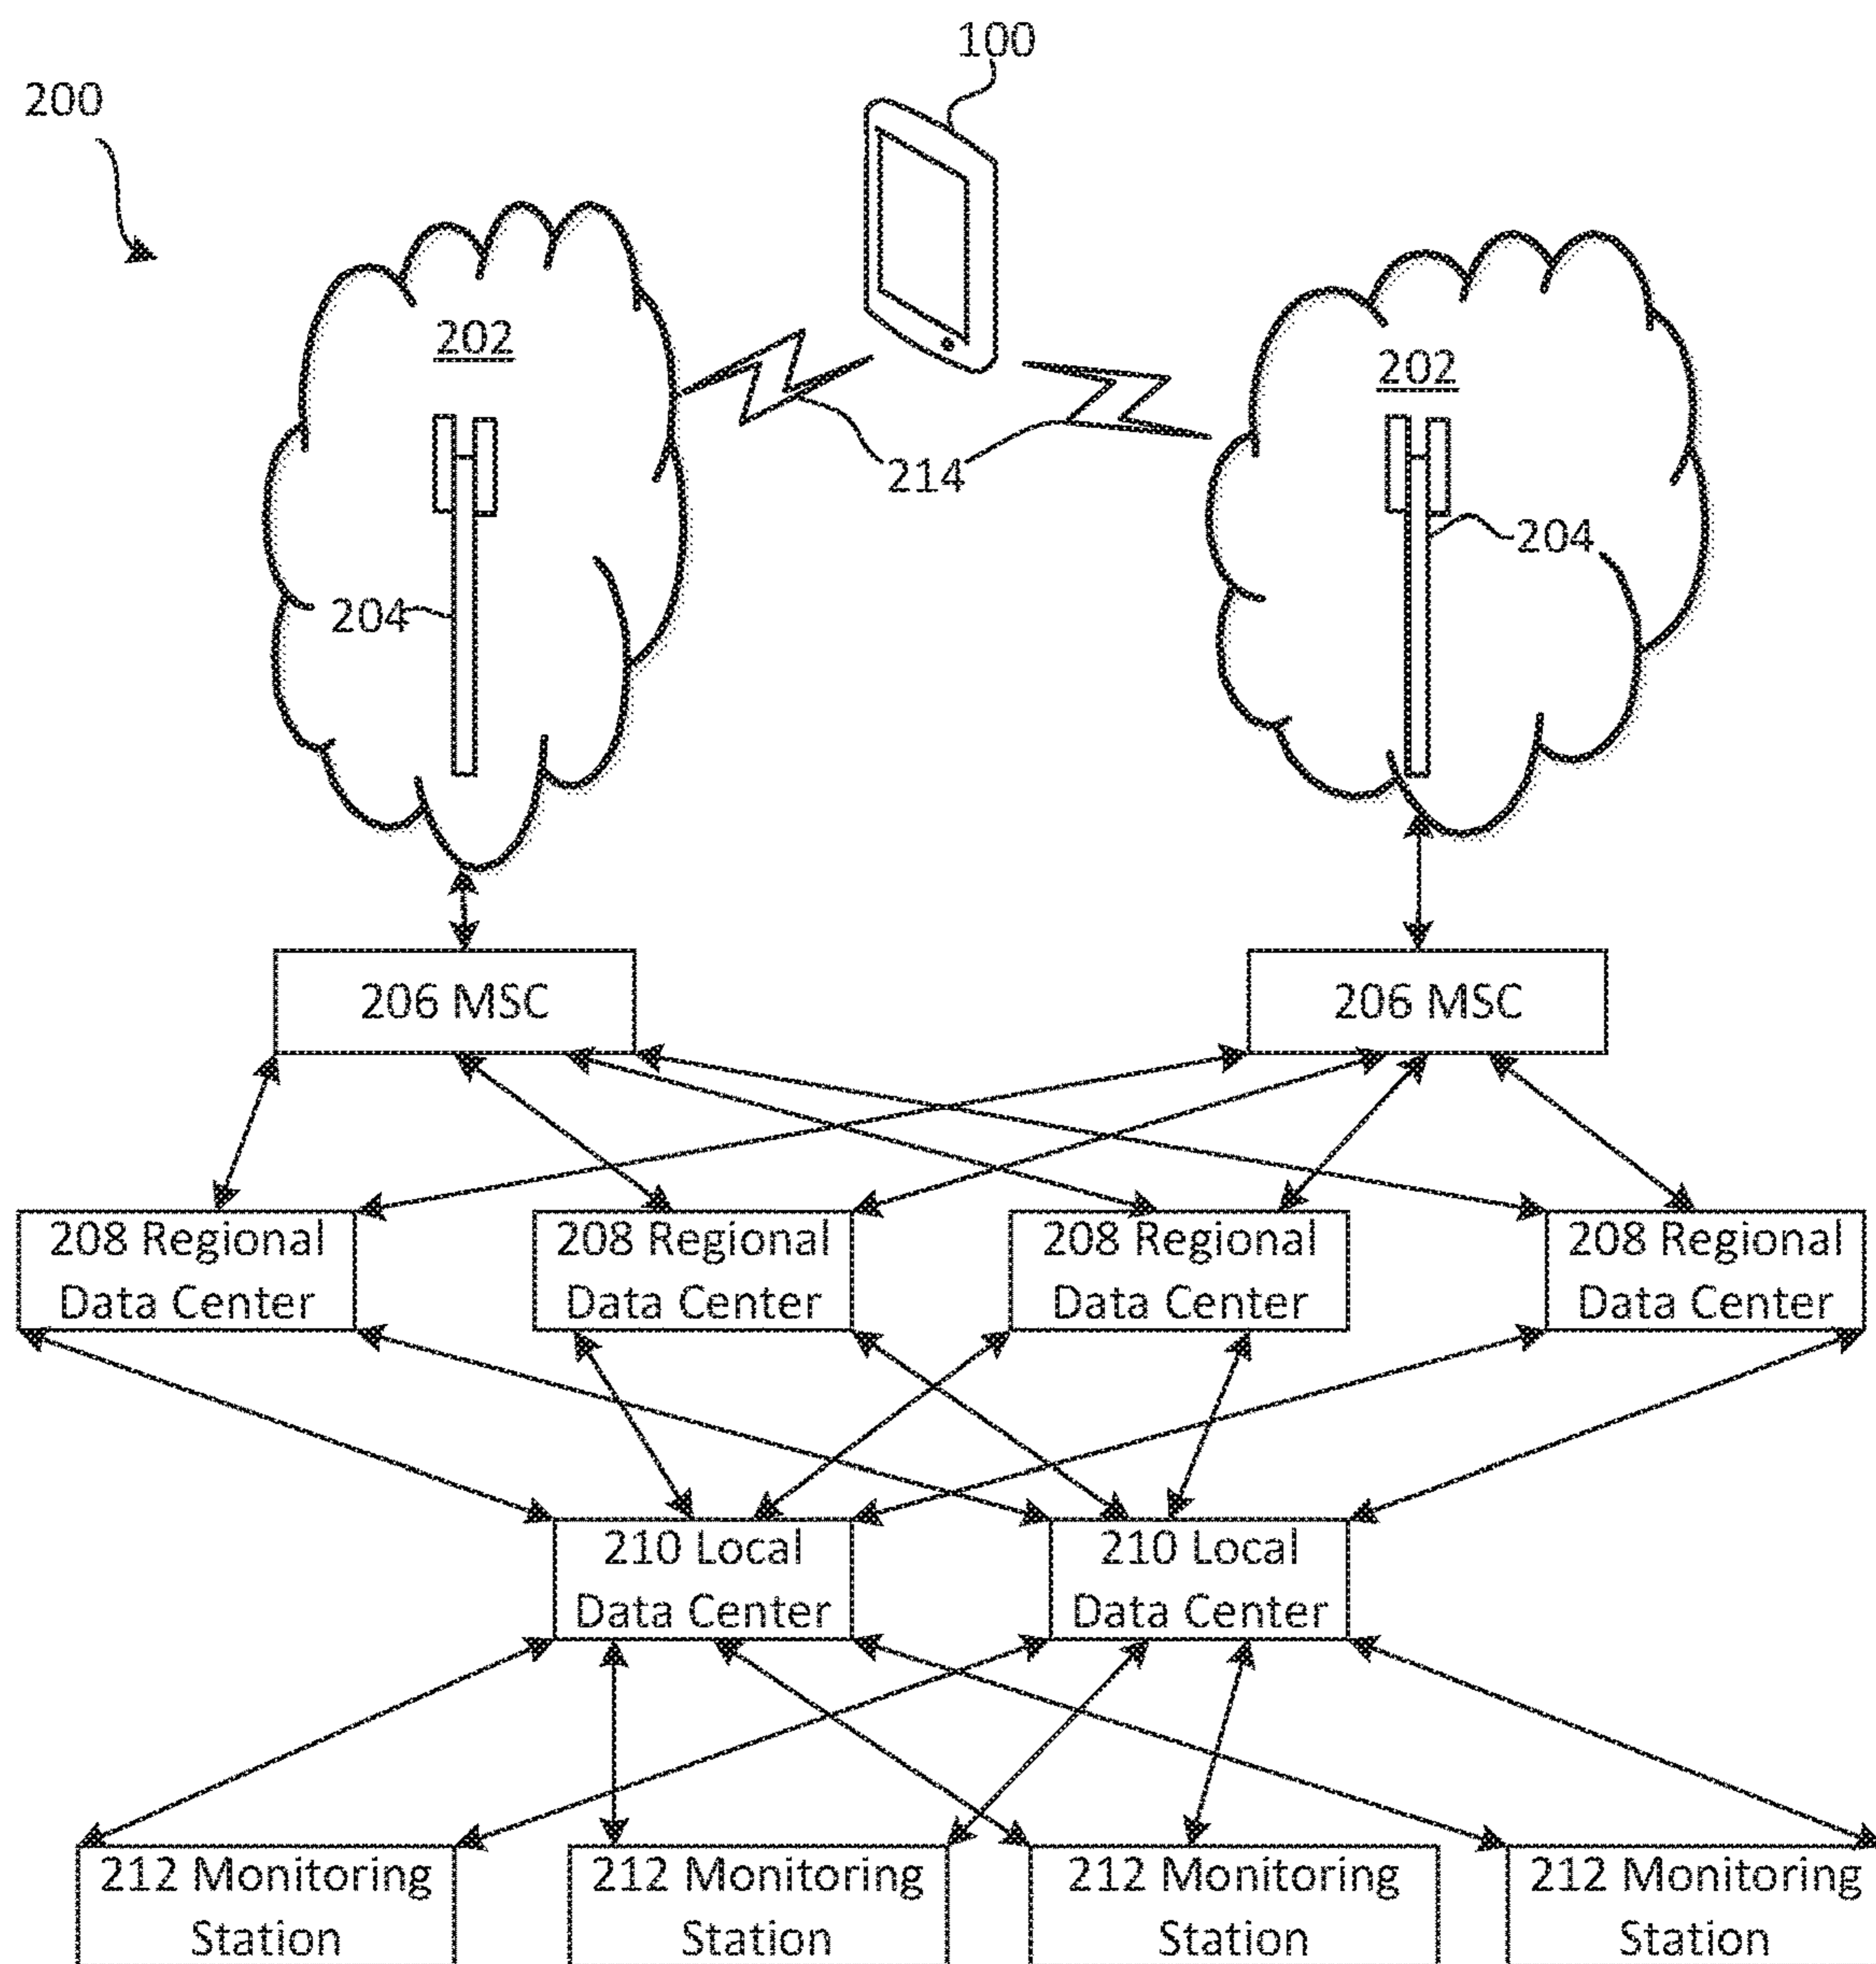 100
200
202
202
214
204
204
206 MSC
206 MSC
208 Regional
Data Center
208 Regional
Data Center
208 Regional
Data Center
208 Regional
Data Center
210 Local
Data Center
210 Local
Data Center
212 Monitoring
Station
212 Monitoring
Station
212 Monitoring
Station
212 Monitoring
Station